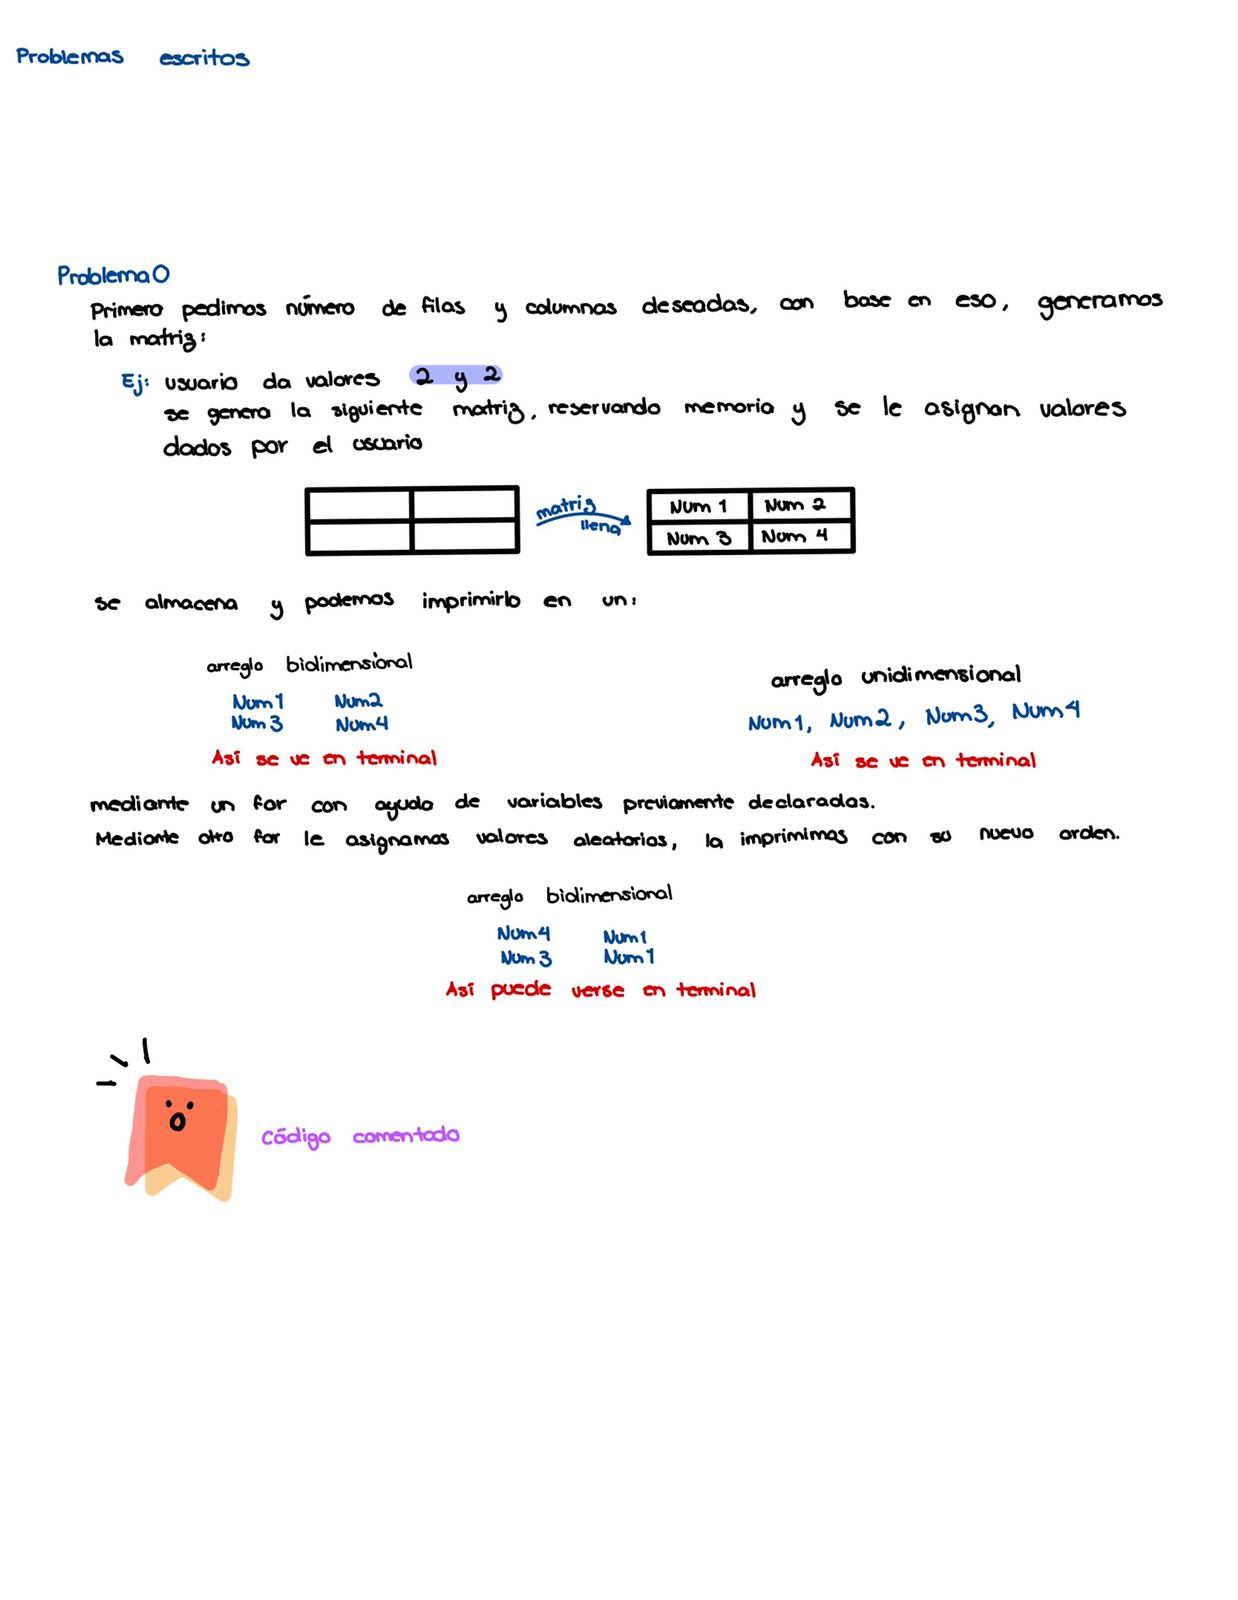 Problemas escritos
Problema 0
Primero pedimos número de filas y columnas deseadas, con base en eso, generamos
la matriz:
Ej: usuario da valores 2 y 2
se genera la siguiente matriz, reservando memoria y se le asignan valores
dados por el usuario
matriz
llena
Num 1 Num 2
Num 3 Num 4
se almacena y podemos imprimirlo en un:
arreglo bidimensional
Num1 Num2
Num3 Num4
Así se ve en terminal
arreglo unidimensional
Num1, Num2, Num3, Num4
Así se ve en terminal
mediante un for con ayuda de variables previamente declaradas.
Mediante otro for le asignamos valores aleatorios, la imprimimos con su nuevo orden.
arreglo bidimensional
Num4 Num1
Num3 Num1
Así puede verse en terminal
Código comentado